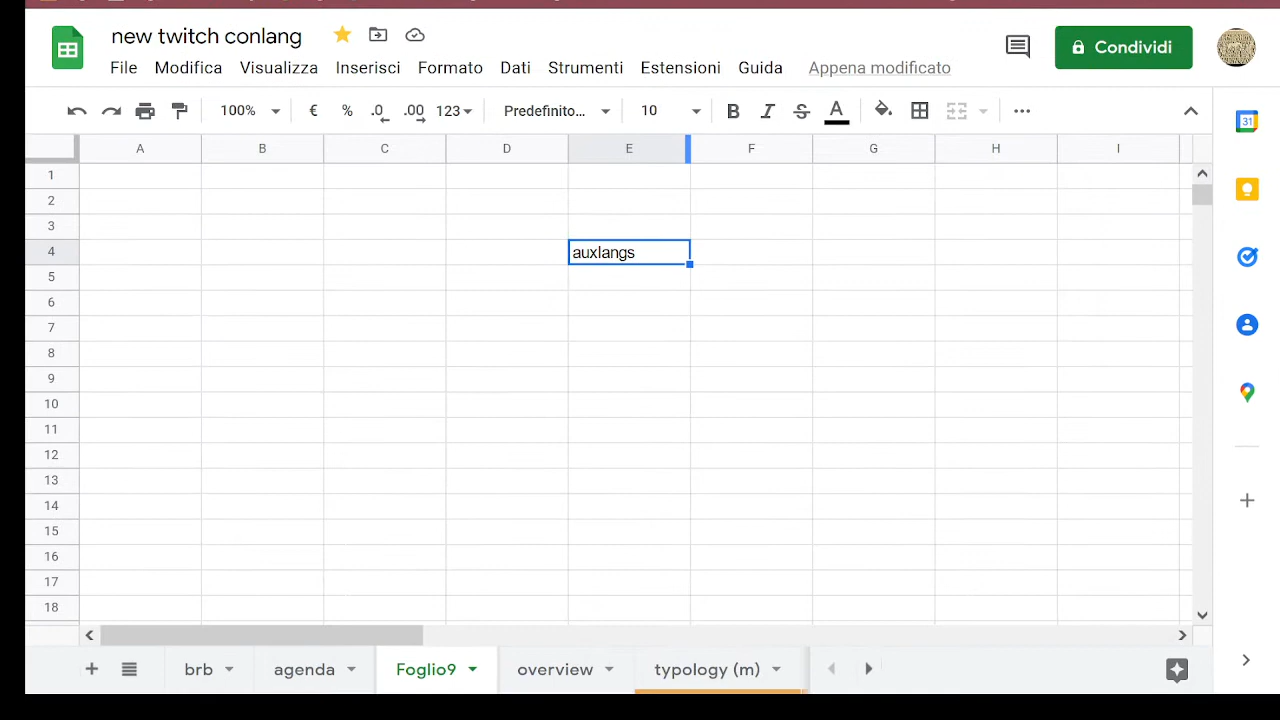 new twitch conlang
Condividi
File Modifica Visualizza Inserisci Formato Dati Strumenti Estensioni Guida Appena modificato
100% € % .0 .00 123 Predefinito... 10 B I S A
31
A B C D E F G H I
1
2
3
4 auxlangs
5
6
7
8
9
10
11
12
13
14
15
16
17
18
brb agenda Foglio9 overview typology (m)